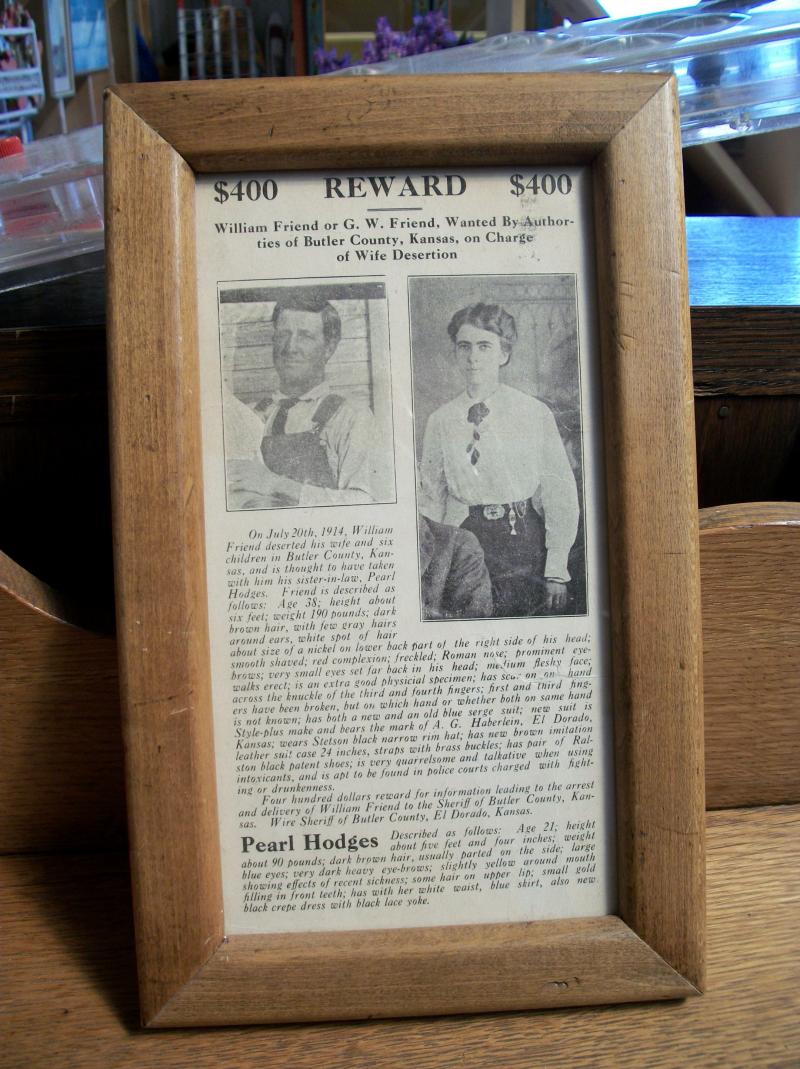 $400 REWARD $400
William Friend or G. W. Friend, Wanted By Author-
ties of Butler County, Kansas, on Charge
of Wife Desertion
On July 20th, 1914, William
Friend deserted his wife and six
children in Butler County, Kan-
sas, and is thought to have taken
with him his sister-in-law, Pearl
Hodges. Friend is described as
follows: Age 38; height about
six feet; weight 190 pounds; dark
brown hair, with few gray hairs
around ears, white spot of hair
about size of a nickel on lower back part of the right side of his head;
smooth shaved; red complexion; freckled; Roman nose; prominent eye-
brows; very small eyes set far back in his head; medium fleshy face;
walks erect; is an extra good physicial specimen; has scar on on hand
across the knuckle of the third and fourth fingers; first and third fing-
ers have been broken, but on which hand or whether both on same hand
is not known; has both a new and an old blue serge suit; new suit is
Style-plus make and bears the mark of A. G. Haberlein, El Dorado,
Kansas; wears Stetson black narrow rim hat; has new brown imitation
leather suit case 24 inches, straps with brass buckles; has pair of Ral-
ston black patent shoes; is very quarrelsome and talkative when using
intoxicants, and is apt to be found in police courts charged with fight-
ing or drunkenness.
Four hundred dollars reward for information leading to the arrest
and delivery of William Friend to the Sheriff of Butler County, Kan-
sas. Wire Sheriff of Butler County, El Dorado, Kansas.
Pearl Hodges Described as follows: Age 21; height
about five feet and four inches; weight
about 90 pounds; dark brown hair, usually parted on the side; large
blue eyes; very dark heavy eye-brows; slightly yellow around mouth
showing effects of recent sickness; some hair on upper lip; small gold
filling in front teeth; has with her white waist, blue skirt, also new
black crepe dress with black lace yoke.